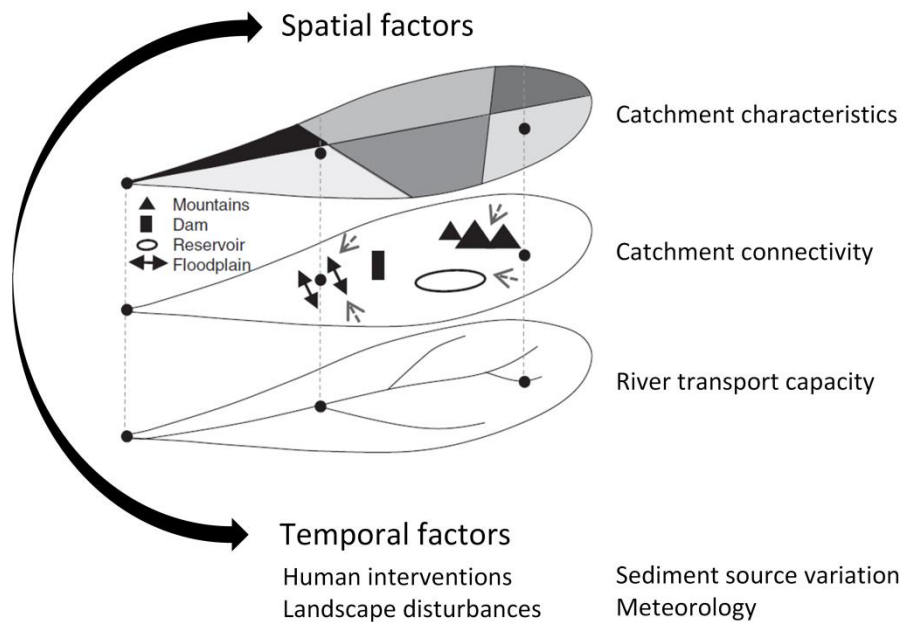 Spatial factors
Catchment characteristics
Mountains
Dam
Reservoir
Floodplain
Catchment connectivity
River transport capacity
Temporal factors
Human interventions
Sediment source variation
Landscape disturbances
Meteorology